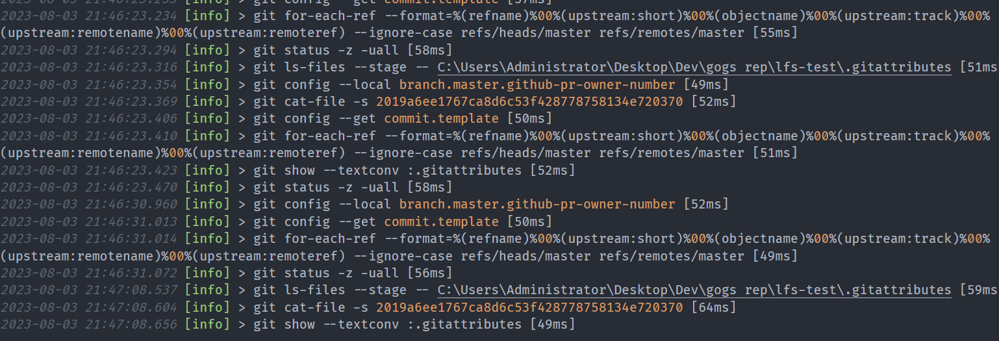 2023-08-03 21:46:23.233 [info] > git config --get commit.template [57ms]
2023-08-03 21:46:23.234 [info] > git for-each-ref --format=%(refname)%00%(upstream:short)%00%(objectname)%00%(upstream:track)%00%
(upstream:remotename)%00%(upstream:remoteref) --ignore-case refs/heads/master refs/remotes/master [55ms]
2023-08-03 21:46:23.294 [info] > git status -z -uall [58ms]
2023-08-03 21:46:23.316 [info] > git ls-files --stage -- C:\Users\Administrator\Desktop\Dev\gogs rep\lfs-test\.gitattributes [51ms
2023-08-03 21:46:23.354 [info] > git config --local branch.master.github-pr-owner-number [49ms]
2023-08-03 21:46:23.369 [info] > git cat-file -s 2019a6ee1767ca8d6c53f428778758134e720370 [52ms]
2023-08-03 21:46:23.406 [info] > git config --get commit.template [50ms]
2023-08-03 21:46:23.410 [info] > git for-each-ref --format=%(refname)%00%(upstream:short)%00%(objectname)%00%(upstream:track)%00%
(upstream:remotename)%00%(upstream:remoteref) --ignore-case refs/heads/master refs/remotes/master [51ms]
2023-08-03 21:46:23.423 [info] > git show --textconv :.gitattributes [52ms]
2023-08-03 21:46:23.470 [info] > git status -z -uall [58ms]
2023-08-03 21:46:30.960 [info] > git config --local branch.master.github-pr-owner-number [52ms]
2023-08-03 21:46:31.013 [info] > git config --get commit.template [50ms]
2023-08-03 21:46:31.014 [info] > git for-each-ref --format=%(refname)%00%(upstream:short)%00%(objectname)%00%(upstream:track)%00%
(upstream:remotename)%00%(upstream:remoteref) --ignore-case refs/heads/master refs/remotes/master [49ms]
2023-08-03 21:46:31.072 [info] > git status -z -uall [56ms]
2023-08-03 21:47:08.537 [info] > git ls-files --stage -- C:\Users\Administrator\Desktop\Dev\gogs rep\lfs-test\.gitattributes [59ms
2023-08-03 21:47:08.604 [info] > git cat-file -s 2019a6ee1767ca8d6c53f428778758134e720370 [64ms]
2023-08-03 21:47:08.656 [info] > git show --textconv :.gitattributes [49ms]